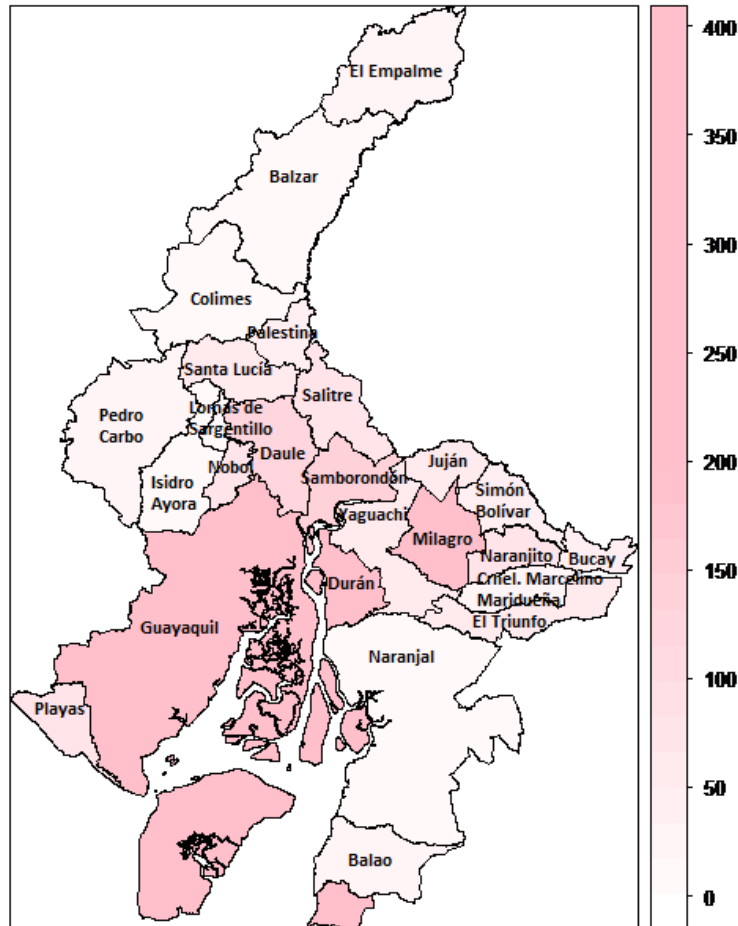 El Empalme
Balzar
Colimes
Palestina
Santa Lucía
Salitre
Lomas de
Sargentillo
Pedro
Carbo
Daule
Nobol
Isidro
Ayora
Samborondón
Juján
Simón
Bolívar
Yaguachi
Milagro
Naranjito
Bucay
Crnel. Marcelino
Maridueña
Durán
El Triunfo
Guayaquil
Naranjal
Playas
Balao
400
350
300
250
200
150
100
50
0